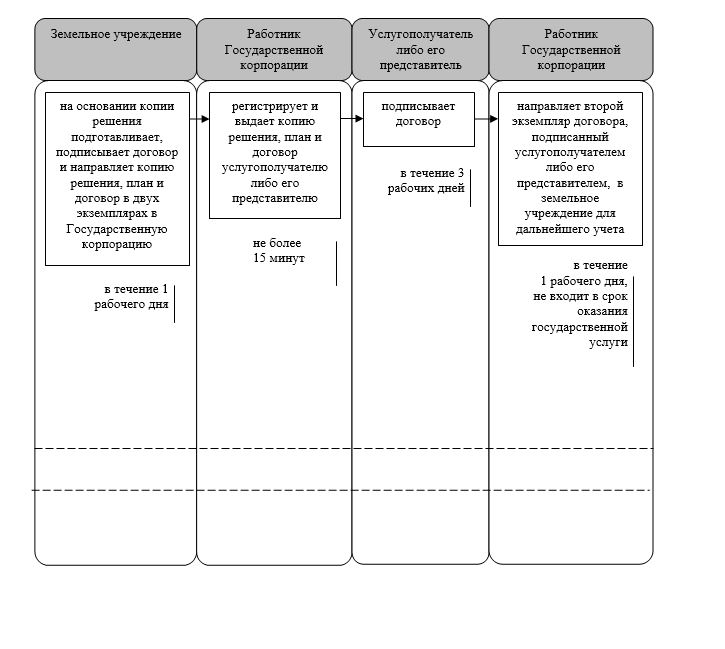 Земельное учреждение
Работник
Государственной
корпорации
Услугополучатель
либо его
представитель
Работник
Государственной
корпорации
на основании копии
решения
подготавливает,
подписывает договор
и направляет копию
решения, план и
договор в двух
экземплярах в
Государственную
корпорацию
в течение 1
рабочего дня
регистрирует и
выдает копию
решения, план и
договор
услугополучателю
либо его
представителю
не более
15 минут
подписывает
договор
в течение 3
рабочих дней
направляет второй
экземпляр договора,
подписанный
услугополучателем
либо его
представителем, в
земельное
учреждение для
дальнейшего учета
в течение
1 рабочего дня,
не входит в срок
оказания
государственной
услуги